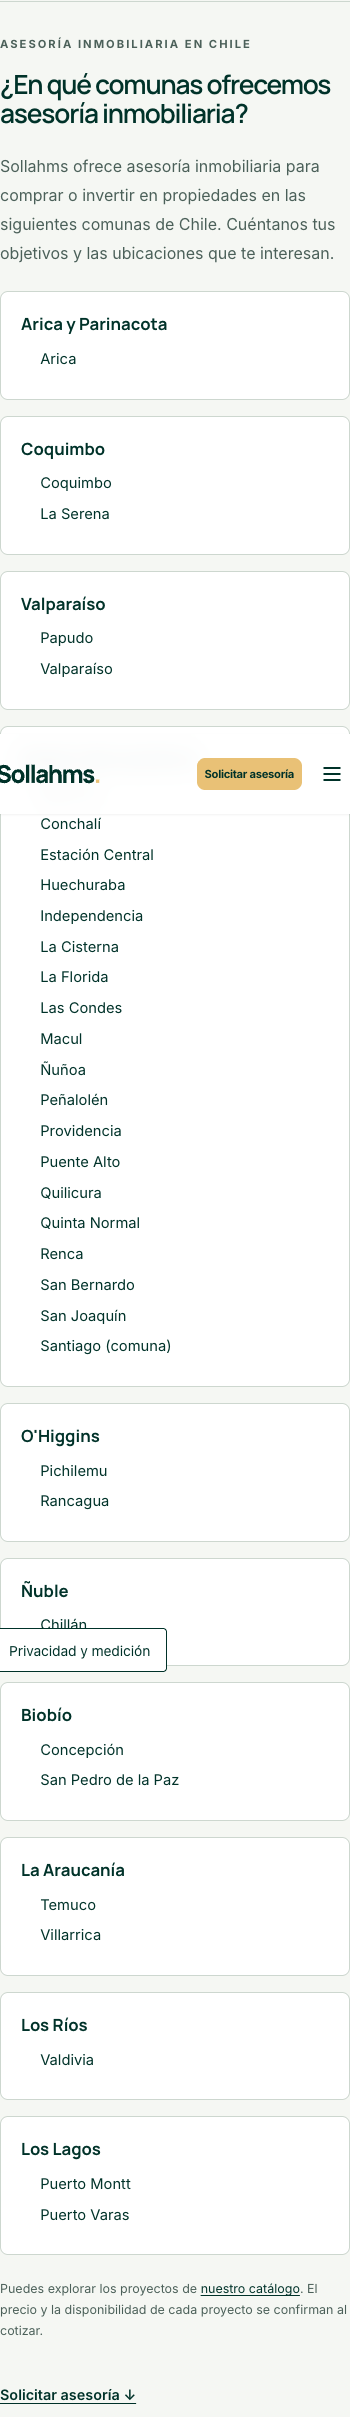 ASESORÍA INMOBILIARIA EN CHILE
¿En qué comunas ofrecemos
asesoría inmobiliaria?
Sollahms ofrece asesoría inmobiliaria para
comprar o invertir en propiedades en las
siguientes comunas de Chile. Cuéntanos tus
objetivos y las ubicaciones que te interesan.
Arica y Parinacota
Arica
Coquimbo
Coquimbo
La Serena
Valparaíso
Papudo
Valparaíso
Sollahms.
Solicitar asesoría
Conchalí
Estación Central
Huechuraba
Independencia
La Cisterna
La Florida
Las Condes
Macul
Ñuñoa
Peñalolén
Providencia
Puente Alto
Quilicura
Quinta Normal
Renca
San Bernardo
San Joaquín
Santiago (comuna)
O'Higgins
Pichilemu
Rancagua
Ñuble
Chillán
Privacidad y medición
Biobío
Concepción
San Pedro de la Paz
La Araucanía
Temuco
Villarrica
Los Ríos
Valdivia
Los Lagos
Puerto Montt
Puerto Varas
Puedes explorar los proyectos de nuestro catálogo. El
precio y la disponibilidad de cada proyecto se confirman al
cotizar.
Solicitar asesoría ↓